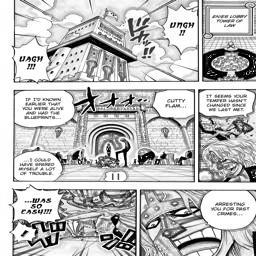 ENIES LOBBY
TOWER OF
LAW
UNGH
!!
UAGH
!!!
IT SEEMS YOUR
TEMPER HASN'T
CHANGED
SINCE WE
LAST MET.
CUTTY
FLAM...
IF I'D KNOWN
EARLIER THAT
YOU WERE ALIVE
AND HAD THE
BLUEPRINTS...
...I COULD
HAVE SPARED
MYSELF A LOT
OF TROUBLE.
ARRESTING YOU
FOR PAST
CRIMES...
...WAS
SO
EASY!!!